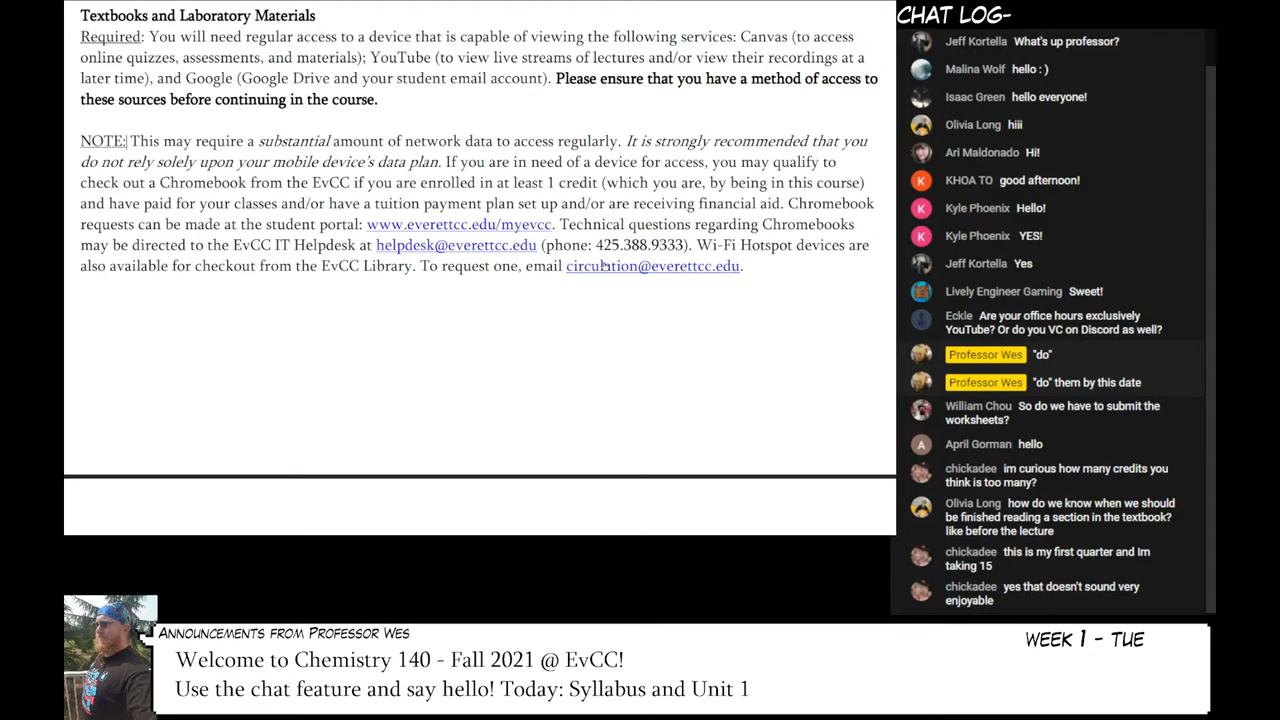 Textbooks and Laboratory Materials
Required: You will need regular access to a device that is capable of viewing the following services: Canvas (to access
online quizzes, assessments, and materials); YouTube (to view live streams of lectures and/or view their recordings at a
later time), and Google (Google Drive and your student email account). Please ensure that you have a method of access to
these sources before continuing in the course.
NOTE: This may require a substantial amount of network data to access regularly. It is strongly recommended that you
do not rely solely upon your mobile device's data plan. If you are in need of a device for access, you may qualify to
check out a Chromebook from the EvCC if you are enrolled in at least 1 credit (which you are, by being in this course)
and have paid for your classes and/or have a tuition payment plan set up and/or are receiving financial aid. Chromebook
requests can be made at the student portal: www.everettcc.edu/myevcc. Technical questions regarding Chromebooks
may be directed to the EvCC IT Helpdesk at helpdesk@everettcc.edu (phone: 425.388.9333). Wi-Fi Hotspot devices are
also available for checkout from the EvCC Library. To request one, email circulation@everettcc.edu.
CHAT LOG-
Jeff Kortella What's up professor?
Malina Wolf hello : )
Isaac Green hello everyone!
Olivia Long hiii
Ari Maldonado Hi!
K KHOA TO good afternoon!
K Kyle Phoenix Hello!
K Kyle Phoenix YES!
Jeff Kortella Yes
Lively Engineer Gaming Sweet!
Eckle Are your office hours exclusively
YouTube? Or do you VC on Discord as well?
Professor Wes "do"
Professor Wes "do" them by this date
William Chou So do we have to submit the
worksheets?
A April Gorman hello
chickadee im curious how many credits you
think is too many?
Olivia Long how do we know when we should
be finished reading a section in the textbook?
like before the lecture
chickadee this is my first quarter and Im
taking 15
chickadee yes that doesn't sound very
enjoyable
Announcements from Professor Wes
Week 1 - Tue
Welcome to Chemistry 140 - Fall 2021 @ EvCC!
Use the chat feature and say hello! Today: Syllabus and Unit 1